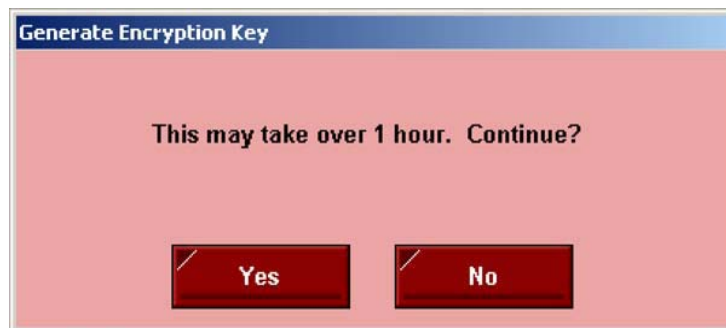 Generate Encryption Key
This may take over 1 hour.  Continue?
Yes
No